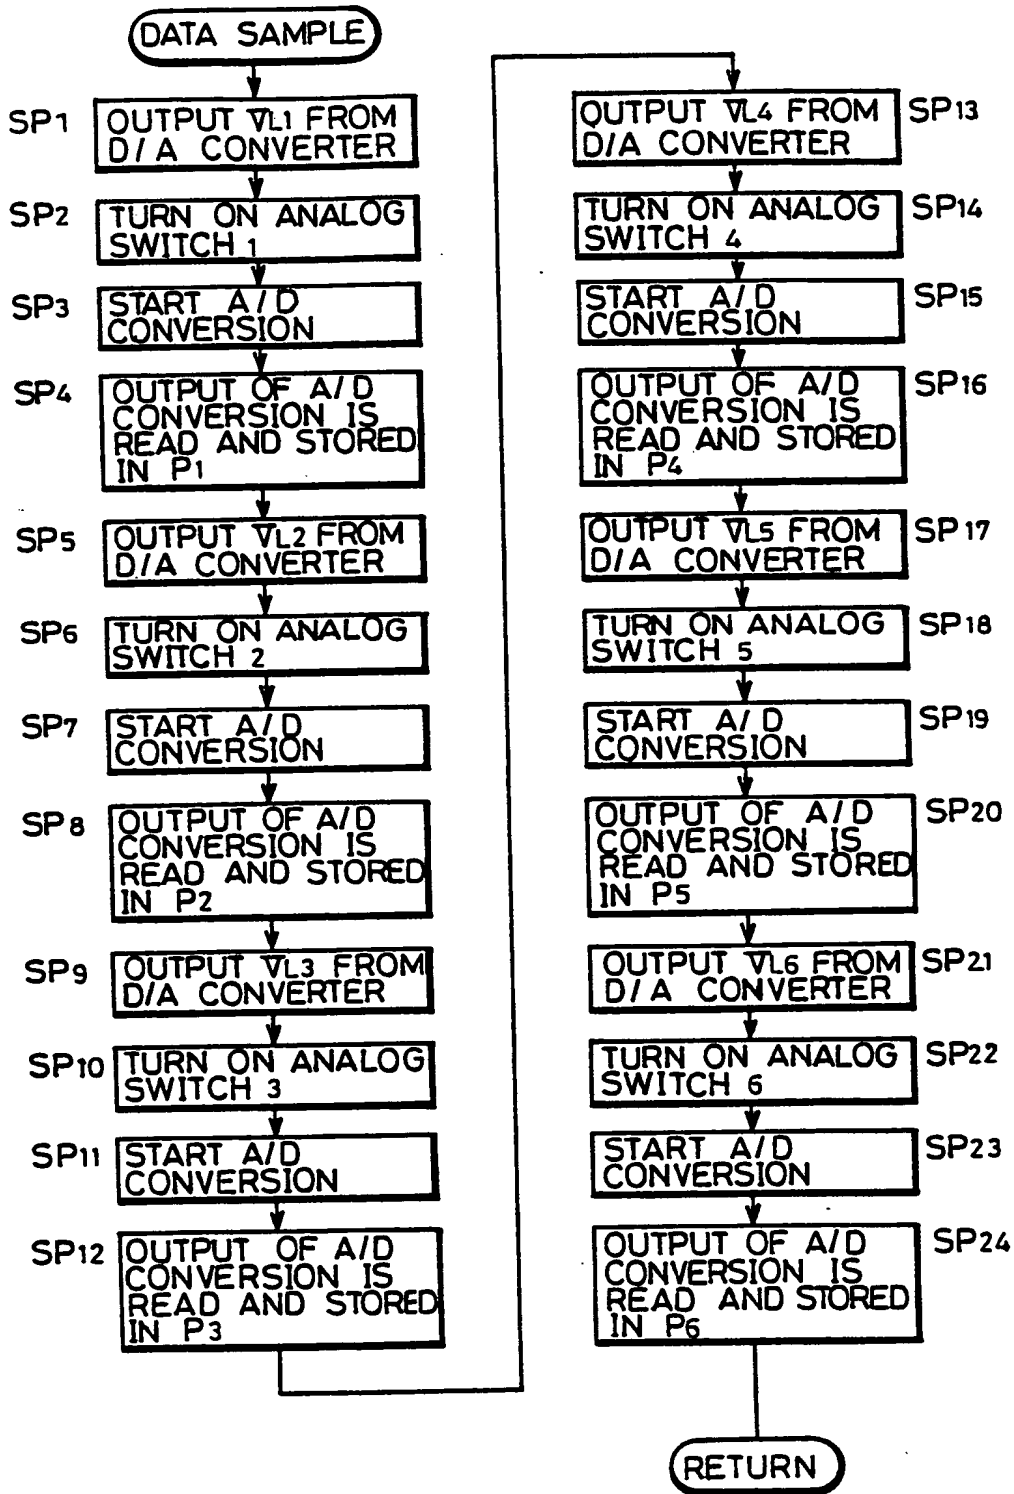 DATA SAMPLE
SP1
OUTPUT VL1 FROM
D/A CONVERTER
SP2
TURN ON ANALOG
SWITCH 1
SP3
START A/D
CONVERSION
SP4
OUTPUT OF A/D
CONVERSION IS
READ AND STORED
IN P1
SP5
OUTPUT VL2 FROM
D/A CONVERTER
SP6
TURN ON ANALOG
SWITCH 2
SP7
START A/D
CONVERSION
SP8
OUTPUT OF A/D
CONVERSION IS
READ AND STORED
IN P2
SP9
OUTPUT VL3 FROM
D/A CONVERTER
SP10
TURN ON ANALOG
SWITCH 3
SP11
START A/D
CONVERSION
SP12
OUTPUT OF A/D
CONVERSION IS
READ AND STORED
IN P3
OUTPUT VL4 FROM
D/A CONVERTER
SP13
TURN ON ANALOG
SWITCH 4
SP14
START A/D
CONVERSION
SP15
OUTPUT OF A/D
CONVERSION IS
READ AND STORED
IN P4
SP16
OUTPUT VL5 FROM
D/A CONVERTER
SP17
TURN ON ANALOG
SWITCH 5
SP18
START A/D
CONVERSION
SP19
OUTPUT OF A/D
CONVERSION IS
READ AND STORED
IN P5
SP20
OUTPUT VL6 FROM
D/A CONVERTER
SP21
TURN ON ANALOG
SWITCH 6
SP22
START A/D
CONVERSION
SP23
OUTPUT OF A/D
CONVERSION IS
READ AND STORED
IN P6
SP24
RETURN